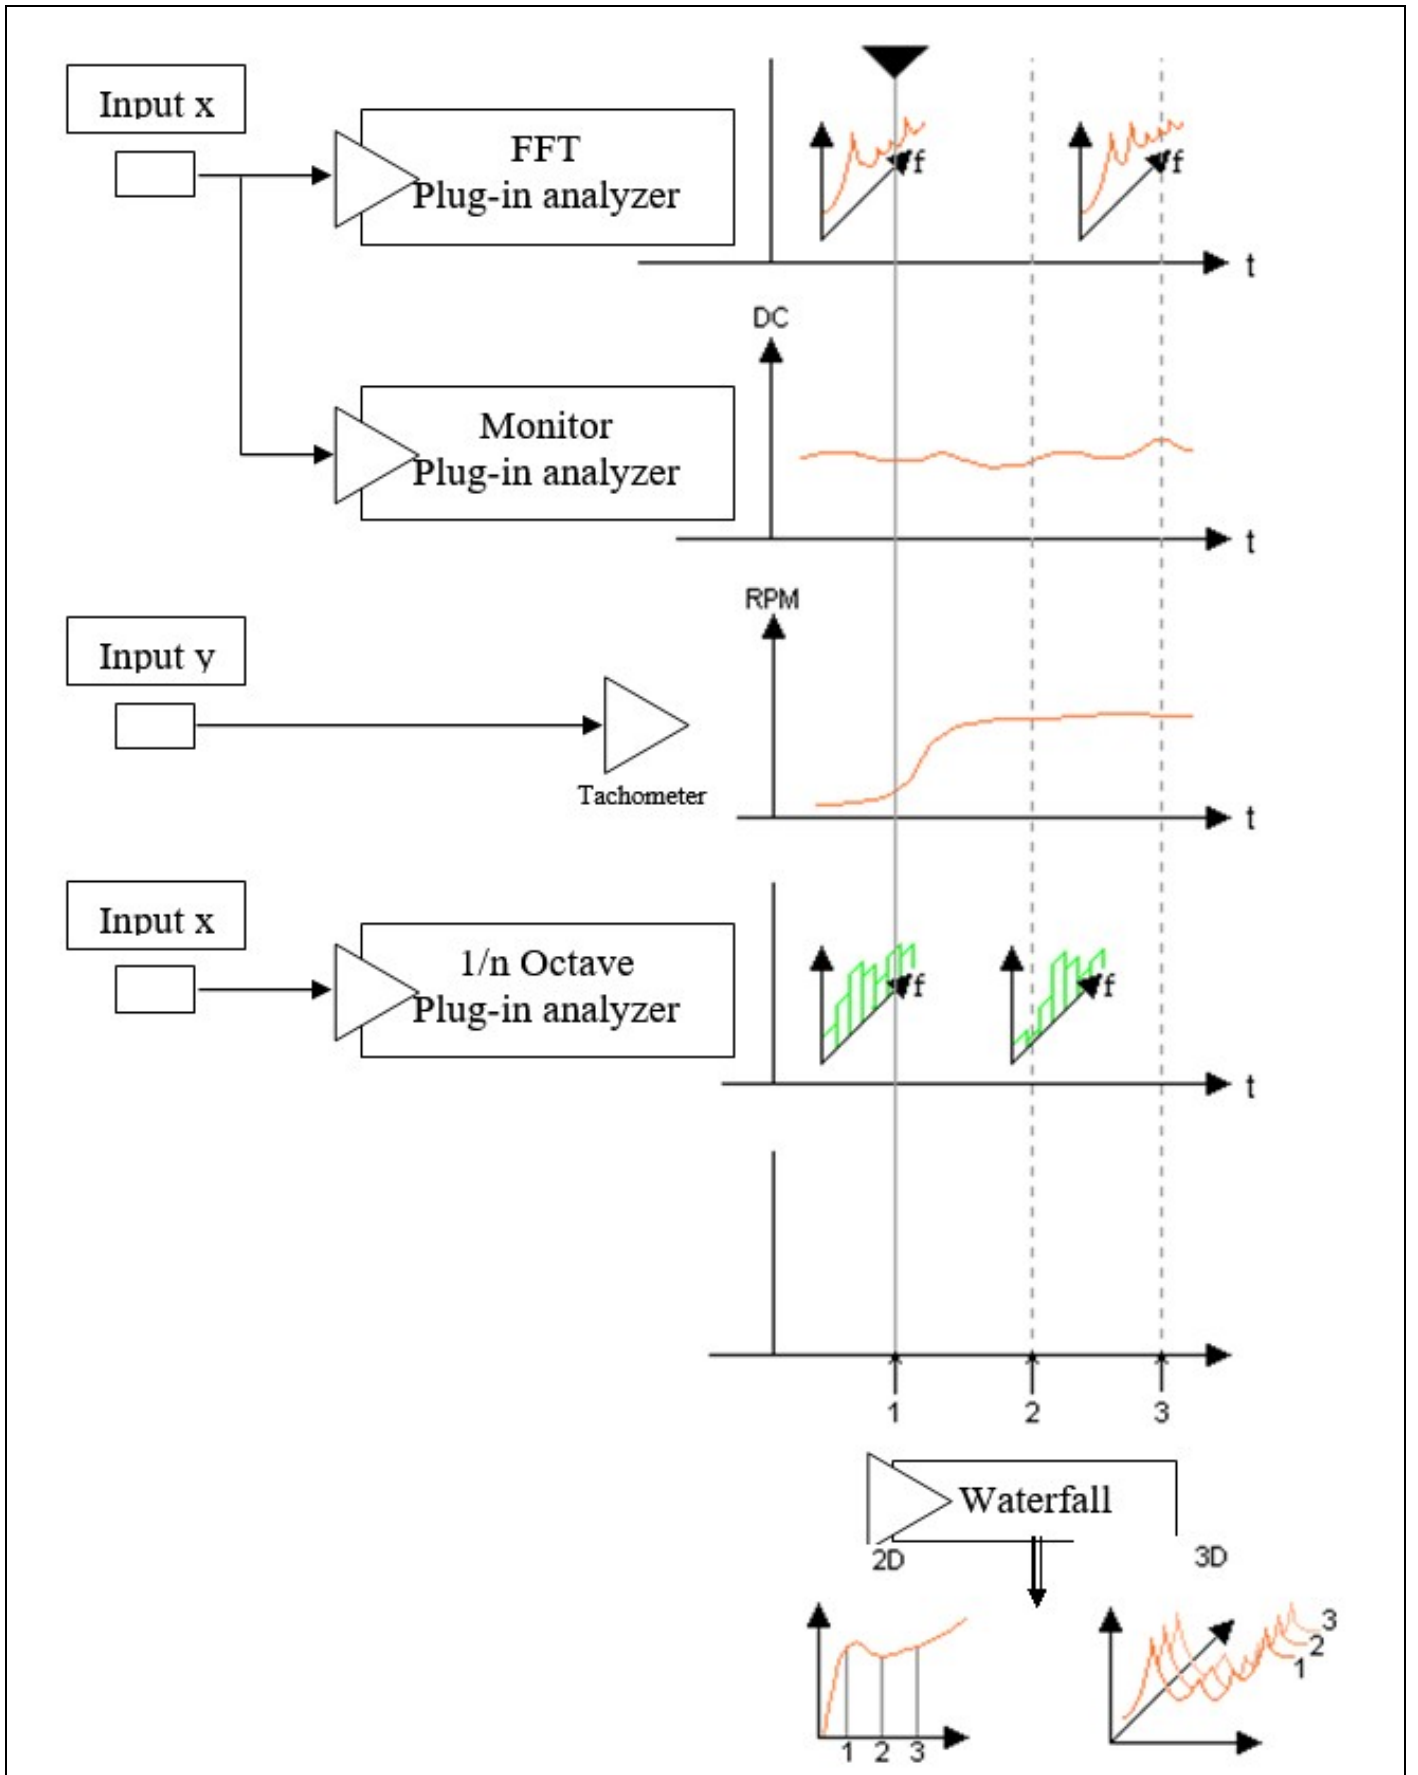 Input x
FFT
Plug-in analyzer
f
f
t
DC
Monitor
Plug-in analyzer
t
RPM
Input y
Tachometer
t
Input x
1/n Octave
Plug-in analyzer
f
f
t
1
2
3
Waterfall
2D
3D
1 2 3
3
2
1